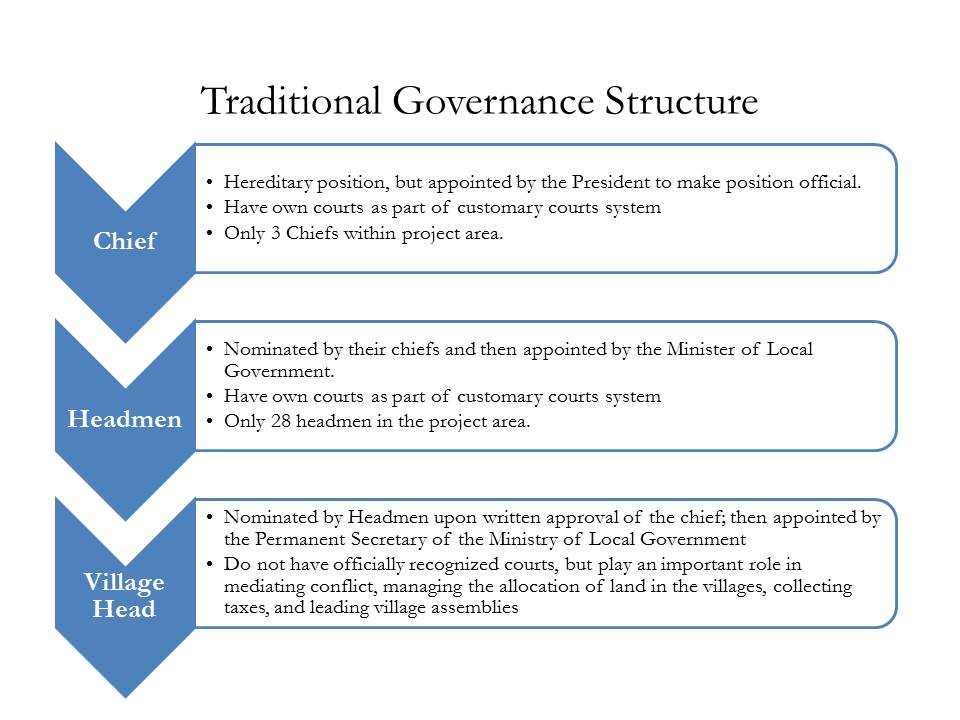 Traditional Governance Structure
Chief
• Hereditary position, but appointed by the President to make position official.
• Have own courts as part of customary courts system
• Only 3 Chiefs within project area.
Headmen
• Nominated by their chiefs and then appointed by the Minister of Local
Government.
• Have own courts as part of customary courts system
• Only 28 headmen in the project area.
Village
Head
• Nominated by Headmen upon written approval of the chief; then appointed by
the Permanent Secretary of the Ministry of Local Government
• Do not have officially recognized courts, but play an important role in
mediating conflict, managing the allocation of land in the villages, collecting
taxes, and leading village assemblies